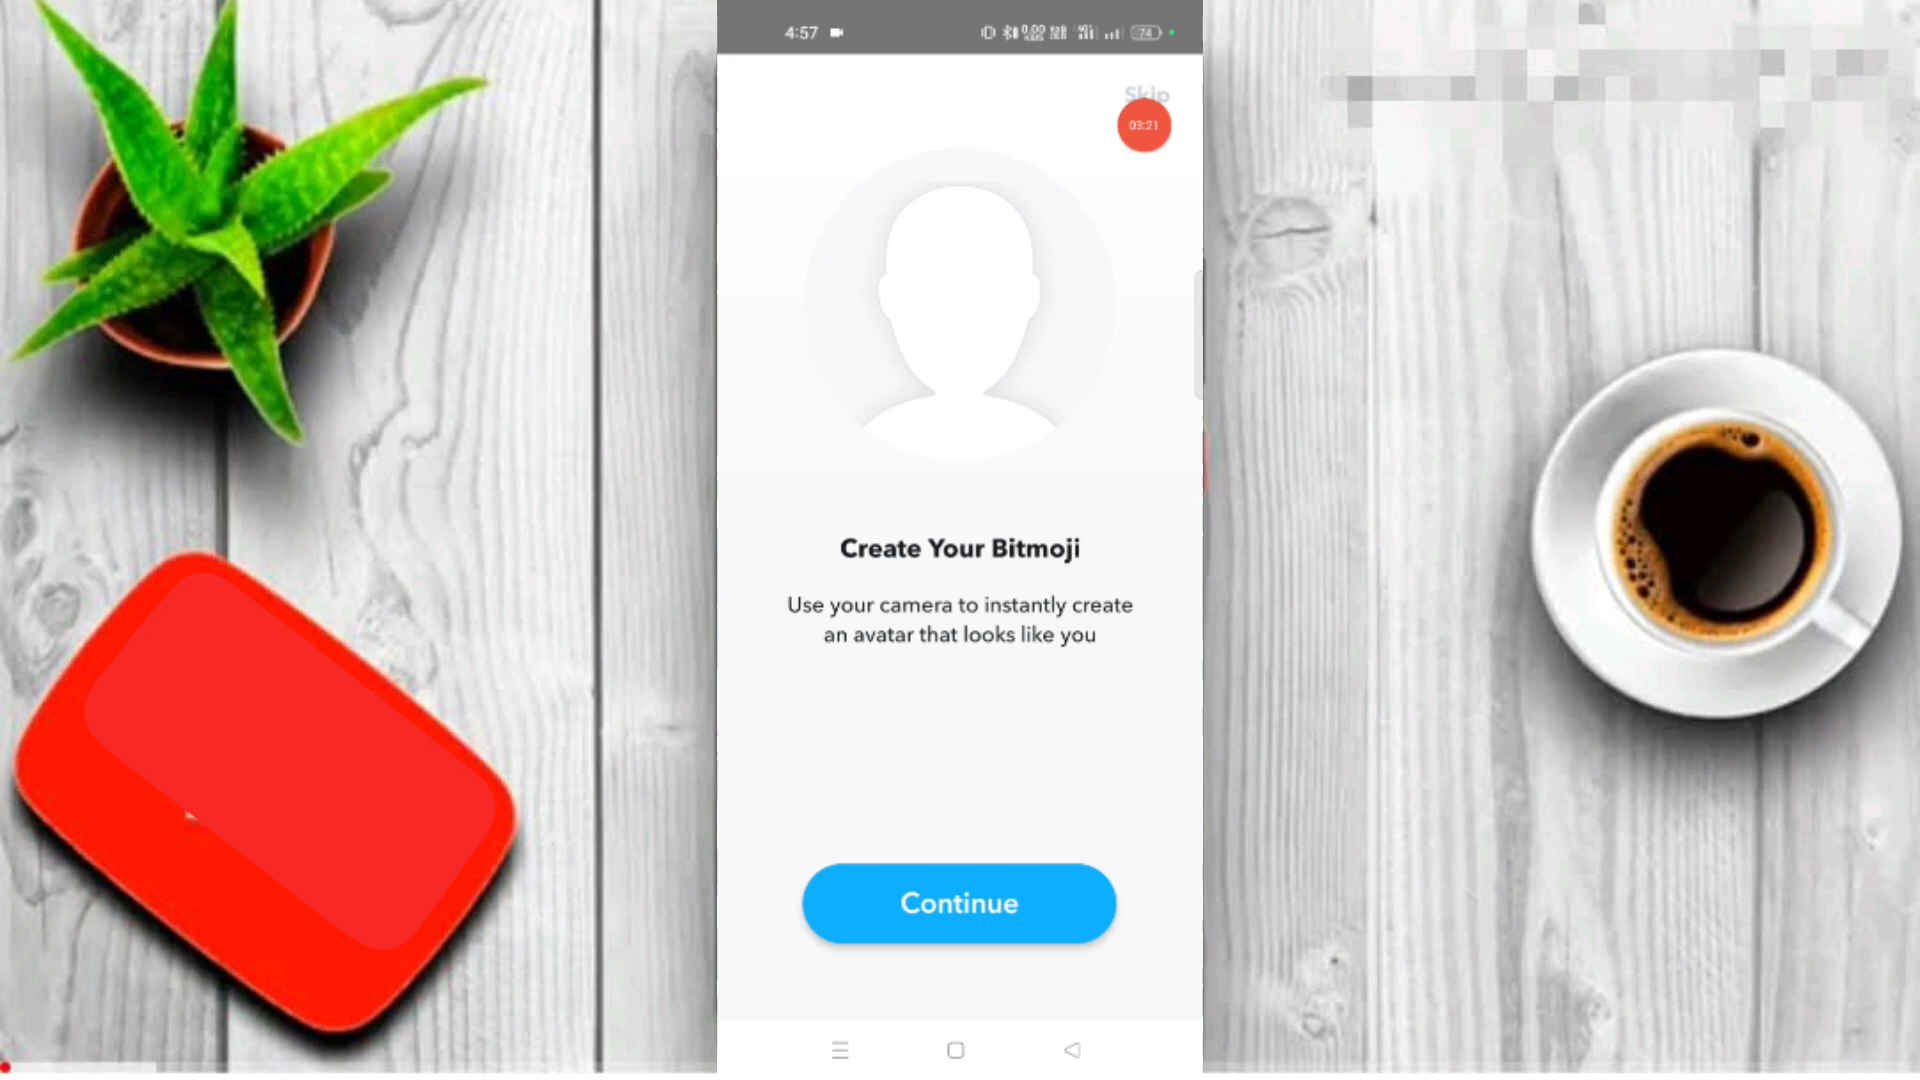 4:57
74
Skip
03:21
Create Your Bitmoji
Use your camera to instantly create
an avatar that looks like you
Continue